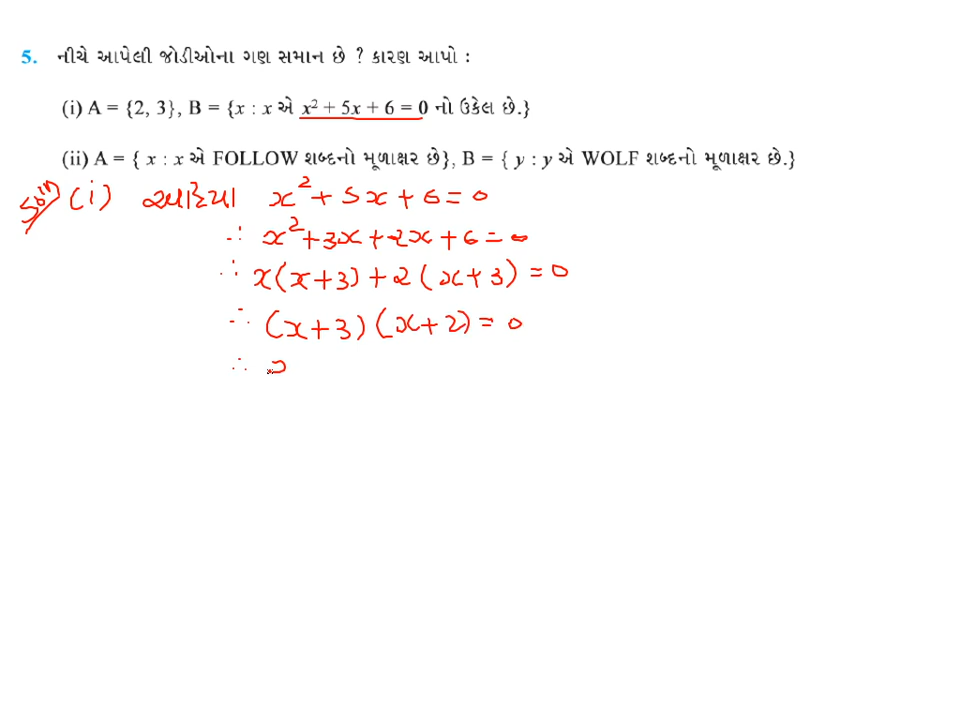 5. નીચે આપેલી જોડીઓના ગણ સમાન છે ? કારણ આપો :
(i) A = {2, 3}, B = {x : x એ x² + 5x + 6 = 0 નો ઉકેલ છે.}
(ii) A = { x : x એ FOLLOW શબ્દનો મૂળાક્ષર છે}, B = { y : y એ WOLF શબ્દનો મૂળાક્ષર છે.}
(i) x² + 5x + 6 = 0
∴ x² + 3x + 2x + 6 = 0
∴ x(x + 3) + 2(x + 3) = 0
∴ (x + 3)(x + 2) = 0
∴